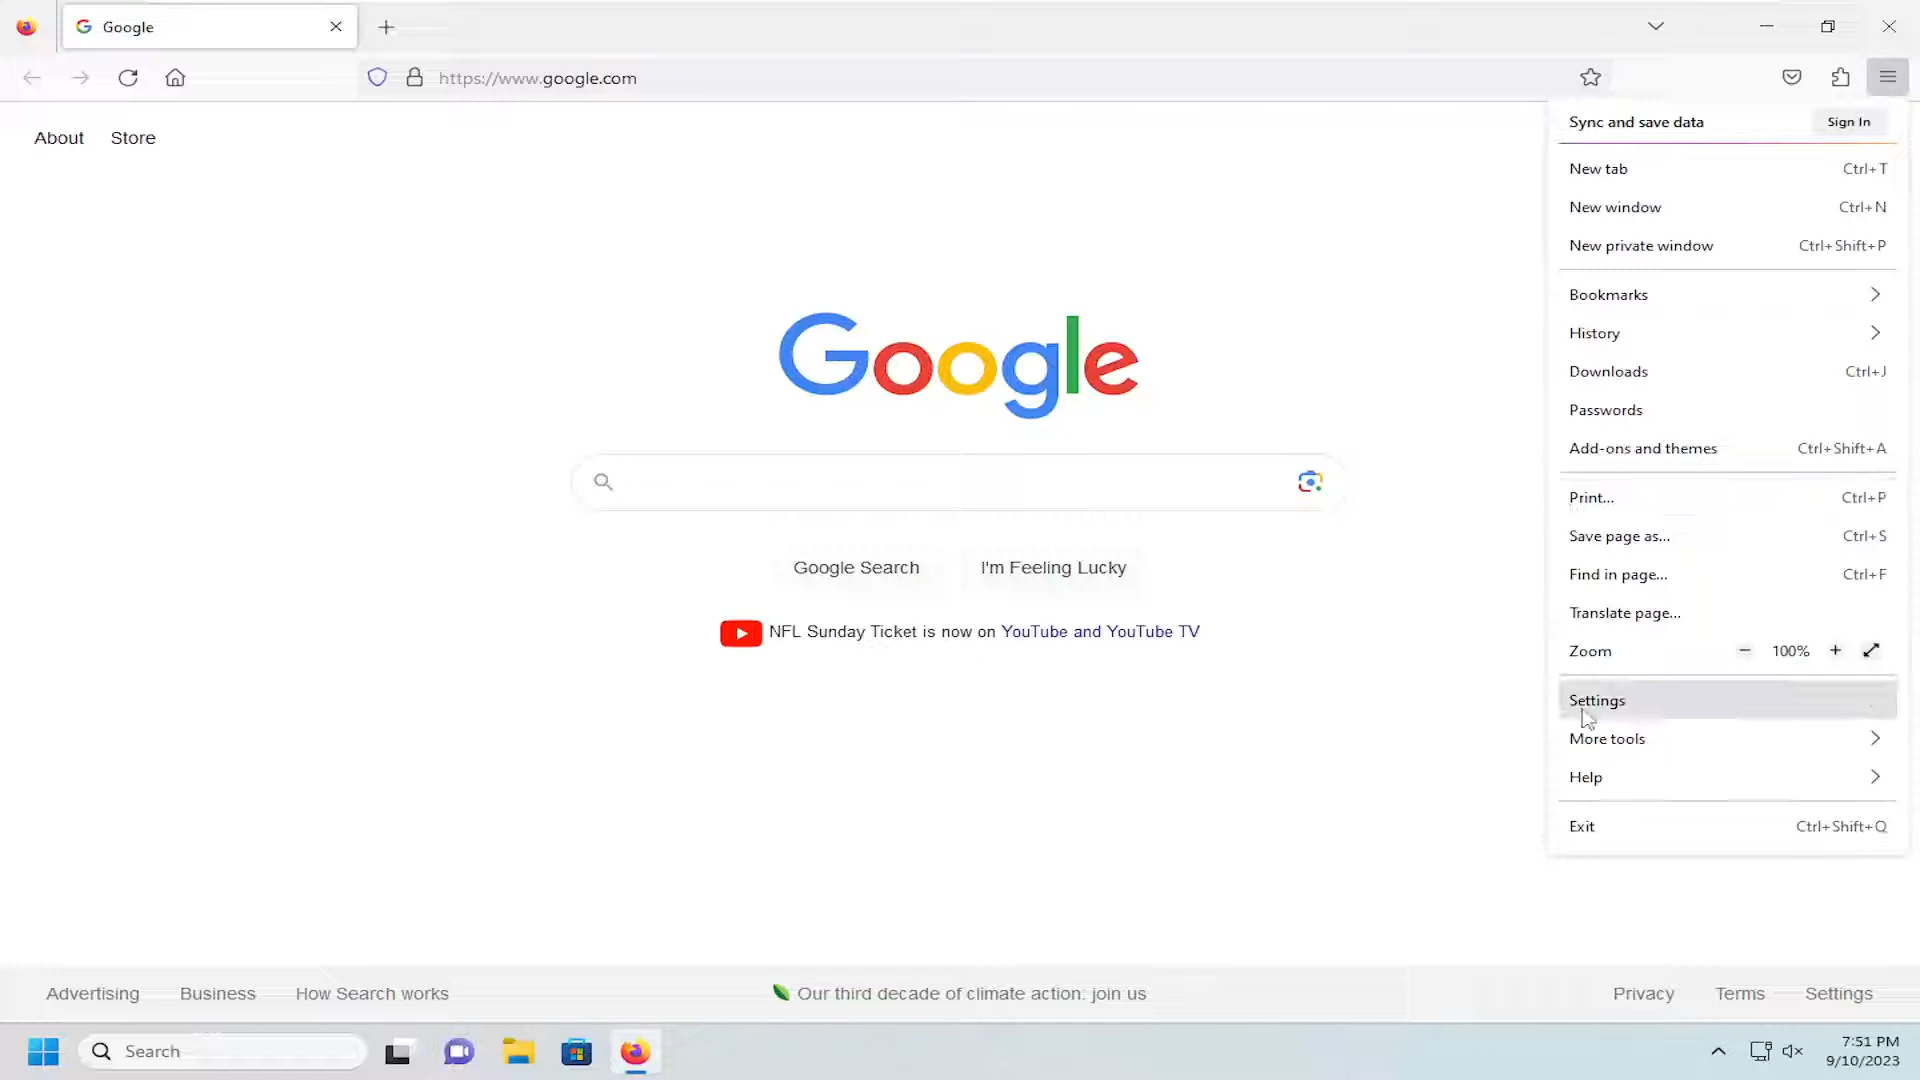 Google
https://www.google.com
About Store
Sync and save data Sign In
New tab Ctrl+T
New window Ctrl+N
New private window Ctrl+Shift+P
Bookmarks
History
Downloads Ctrl+J
Passwords
Add-ons and themes Ctrl+Shift+A
Print... Ctrl+P
Save page as... Ctrl+S
Find in page... Ctrl+F
Translate page...
Zoom − 100% +
Settings
More tools
Help
Exit Ctrl+Shift+Q
Google
Google Search I'm Feeling Lucky
NFL Sunday Ticket is now on YouTube and YouTube TV
Advertising Business How Search works Our third decade of climate action: join us Privacy Terms Settings
Search
7:51 PM
9/10/2023